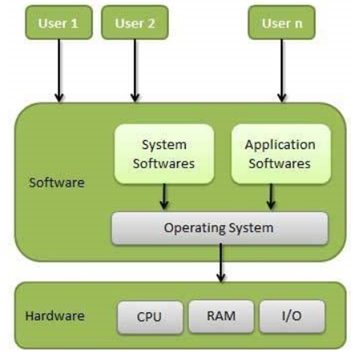 User 1
User 2
User n
System
Softwares
Application
Softwares
Software
Operating System
Hardware
CPU
RAM
I/O